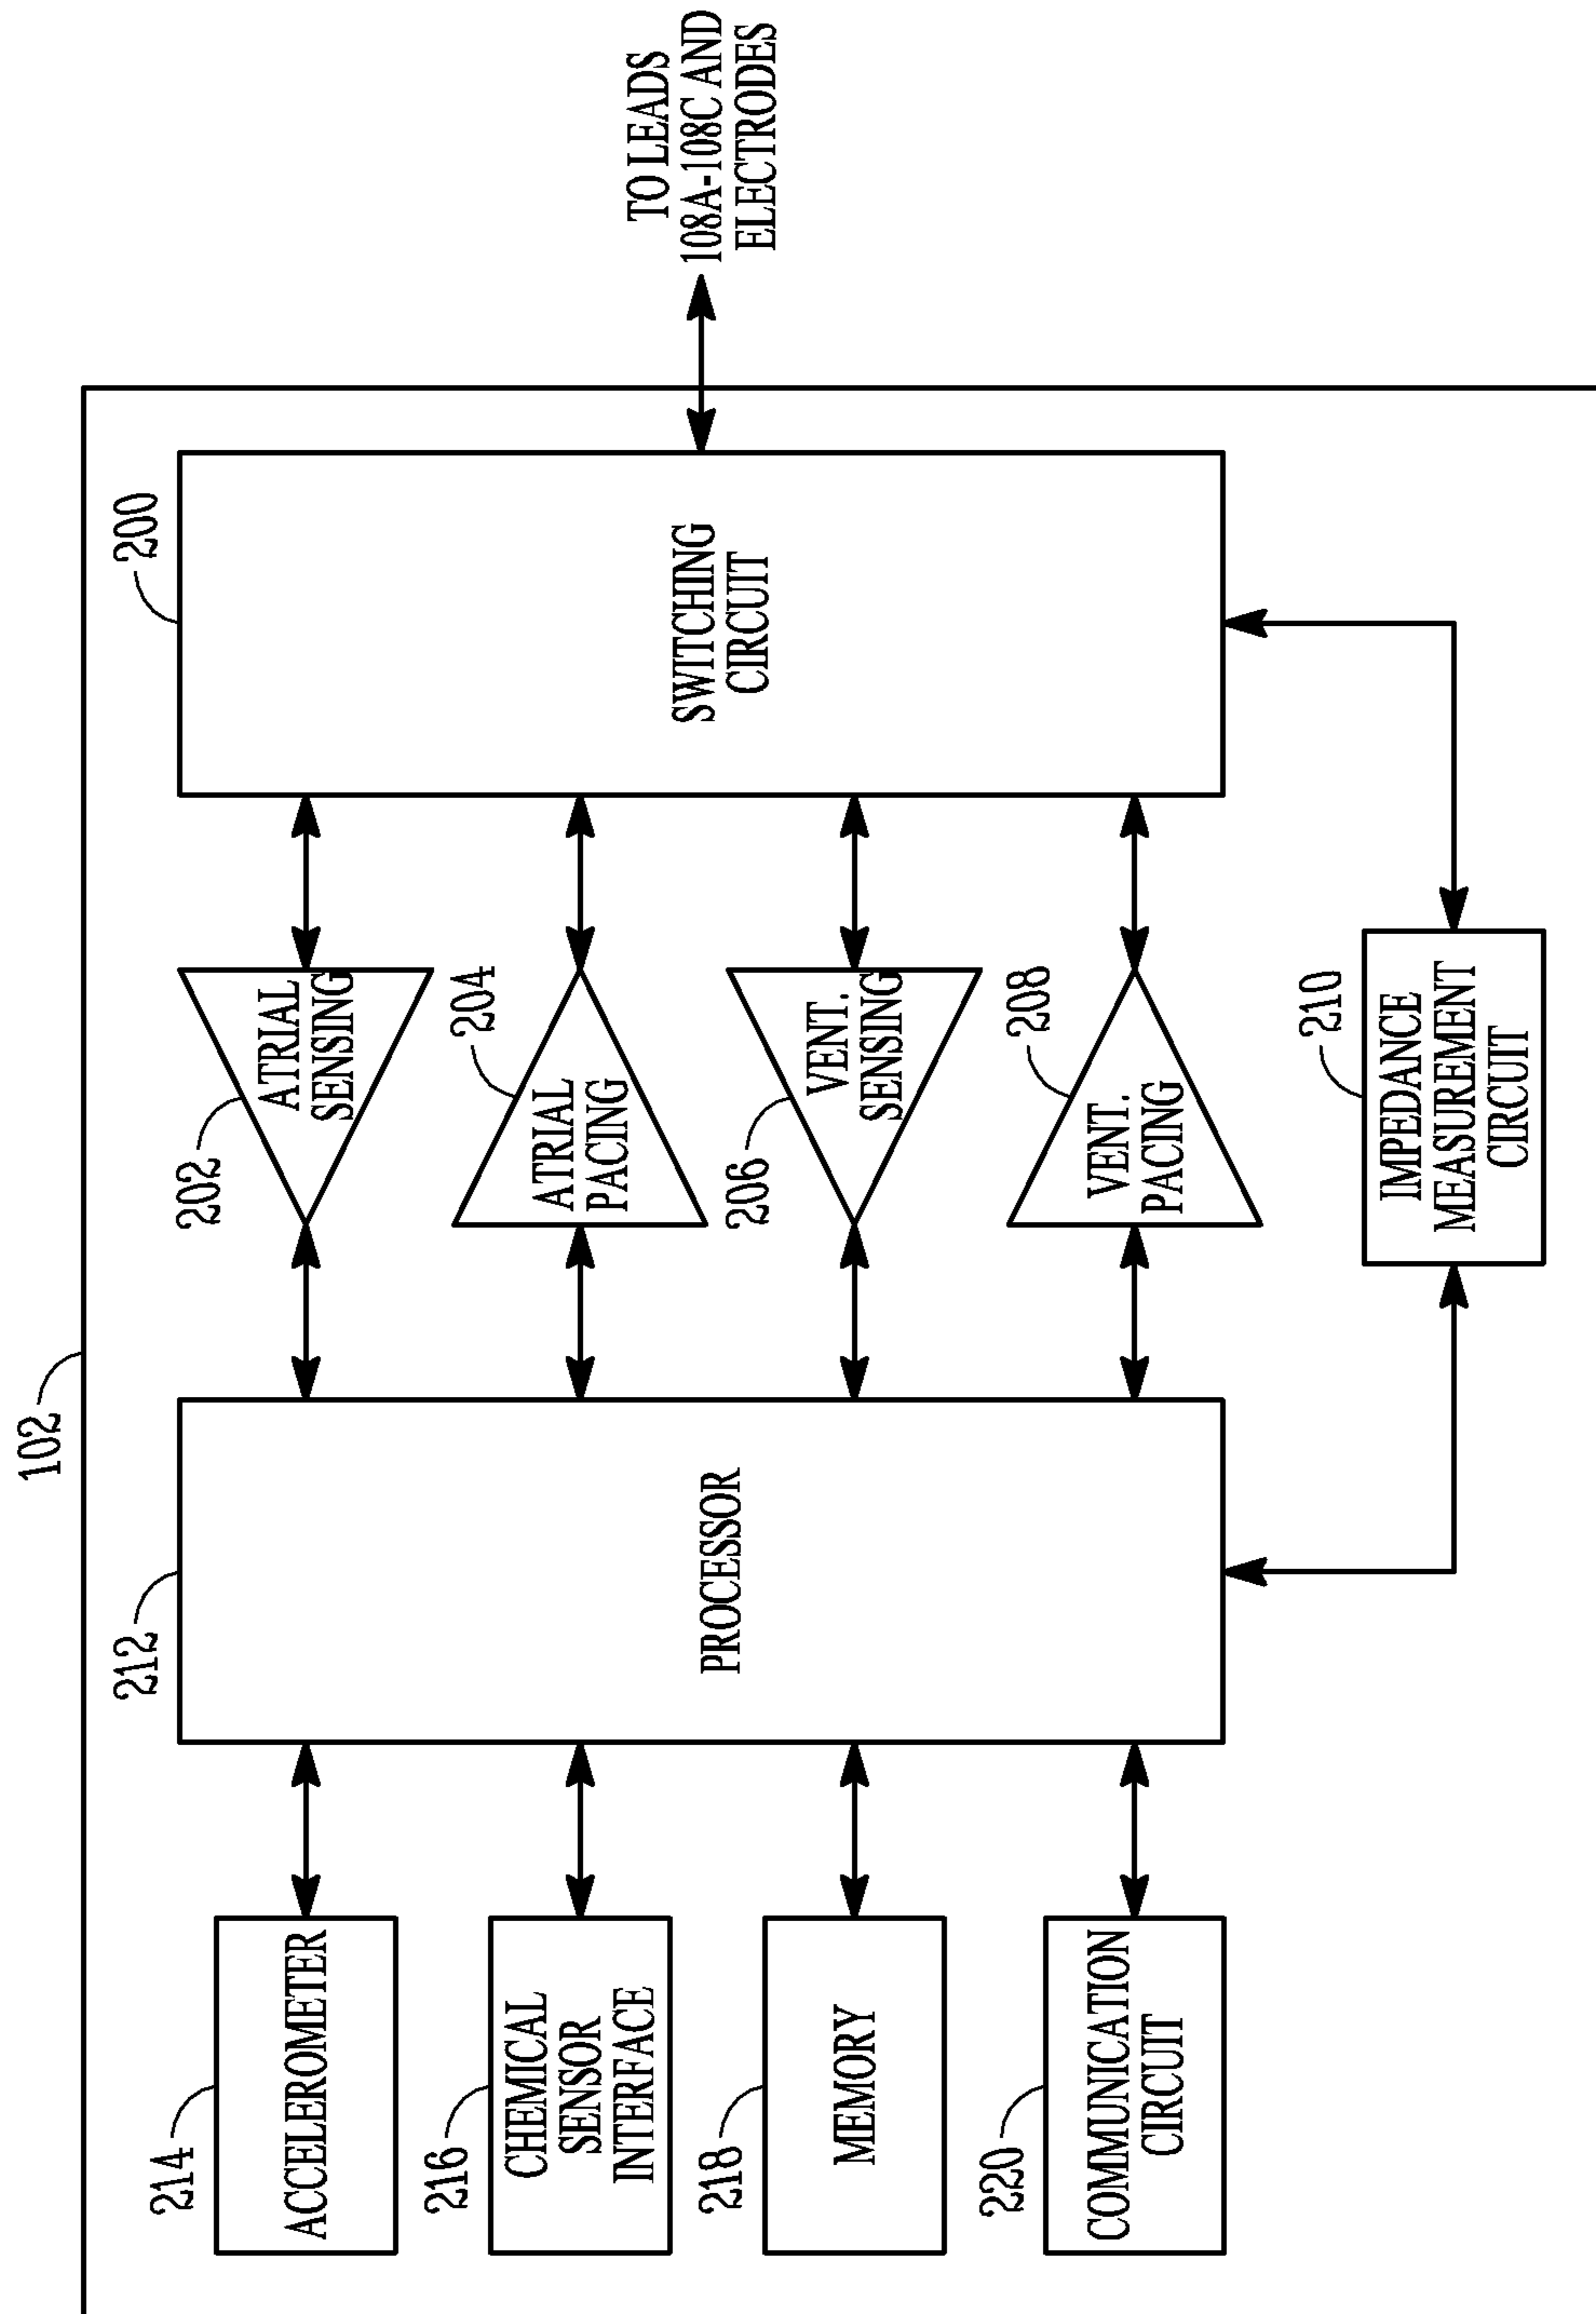 102
214
ACCELEROMETER
216
CHEMICAL
SENSOR
INTERFACE
218
MEMORY
220
COMMUNICATION
CIRCUIT
212
PROCESSOR
202
ATRIAL
SENSING
204
ATRIAL
PACING
206
VENT.
SENSING
208
VENT.
PACING
210
IMPEDANCE
MEASUREMENT
CIRCUIT
200
SWITCHING
CIRCUIT
TO LEADS
108A-108C AND
ELECTRODES